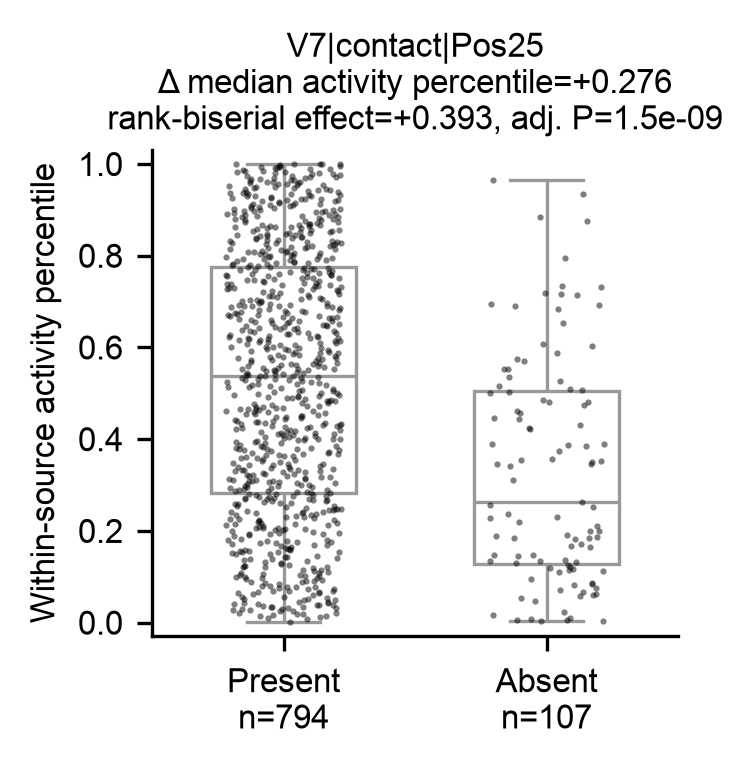 V7|contact|Pos25
Δ median activity percentile=+0.276
rank-biserial effect=+0.393, adj. P=1.5e-09
Within-source activity percentile
1.0
0.8
0.6
0.4
0.2
0.0
Present
n=794
Absent
n=107